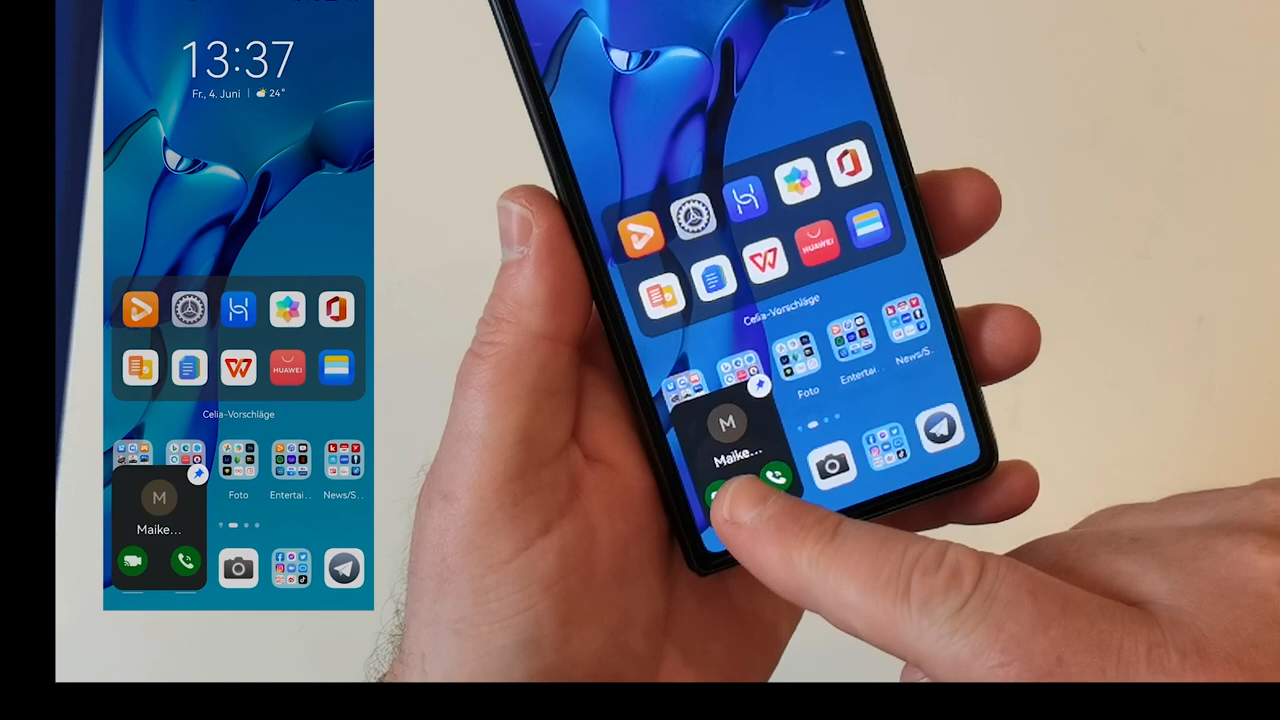 13:37
Fr., 4. Juni | 24°
HUAWEI
Celia-Vorschläge
Foto
Entertai..
News/S..
M
Maike...
HUAWEI
Celia-Vorschläge
Foto
Entertai..
News/S..
M
Maike...